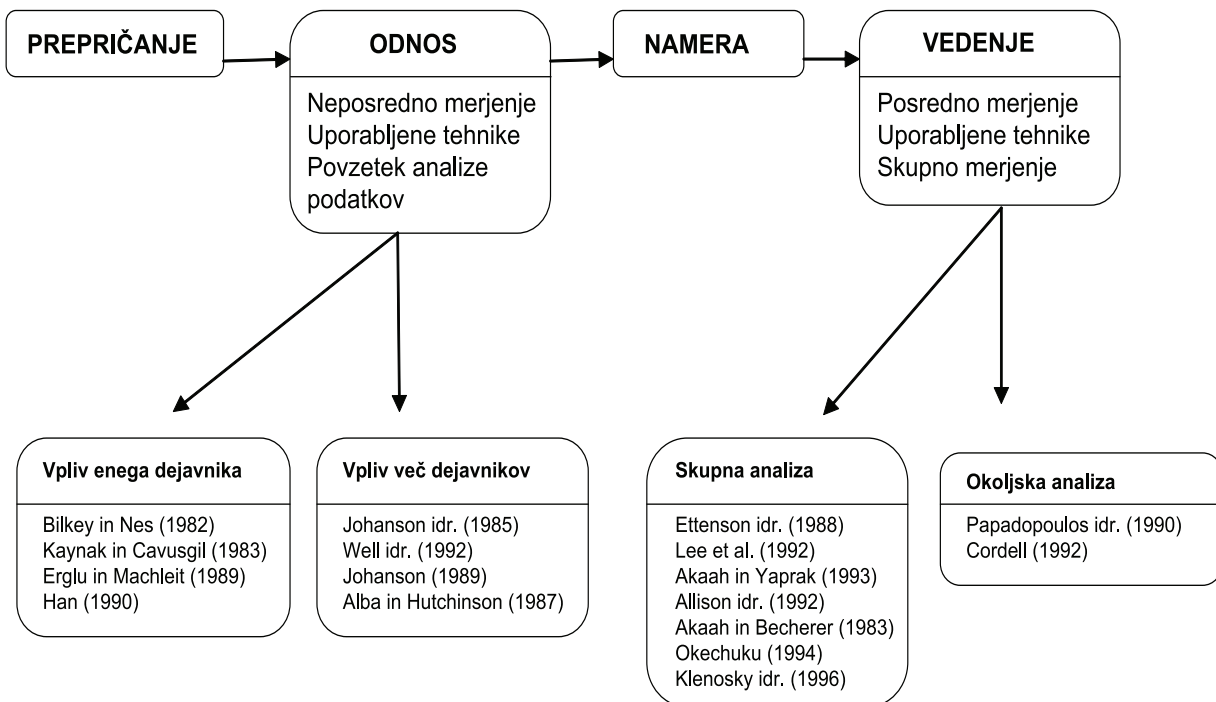 PREPRIČANJE
ODNOS
Neposredno merjenje
Uporabljene tehnike
Povzetek analize
podatkov
NAMERA
VEDENJE
Posredno merjenje
Uporabljene tehnike
Skupno merjenje
Vpliv enega dejavnika
Bilkey in Nes (1982)
Kaynak in Cavusgil (1983)
Erglu in Machleit (1989)
Han (1990)
Vpliv več dejavnikov
Johanson idr. (1985)
Well idr. (1992)
Johanson (1989)
Alba in Hutchinson (1987)
Skupna analiza
Ettenson idr. (1988)
Lee et al. (1992)
Akaah in Yaprak (1993)
Allison idr. (1992)
Akaah in Becherer (1983)
Okechuku (1994)
Klenosky idr. (1996)
Okoljska analiza
Papadopoulos idr. (1990)
Cordell (1992)